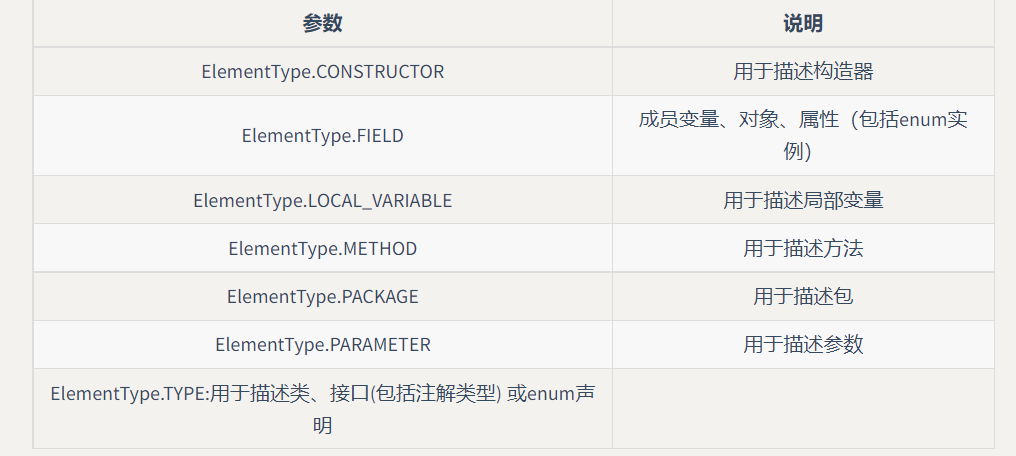 参数 说明
ElementType.CONSTRUCTOR 用于描述构造器
ElementType.FIELD 成员变量、对象、属性（包括enum实
例）
ElementType.LOCAL_VARIABLE 用于描述局部变量
ElementType.METHOD 用于描述方法
ElementType.PACKAGE 用于描述包
ElementType.PARAMETER 用于描述参数
ElementType.TYPE:用于描述类、接口(包括注解类型) 或enum声
明